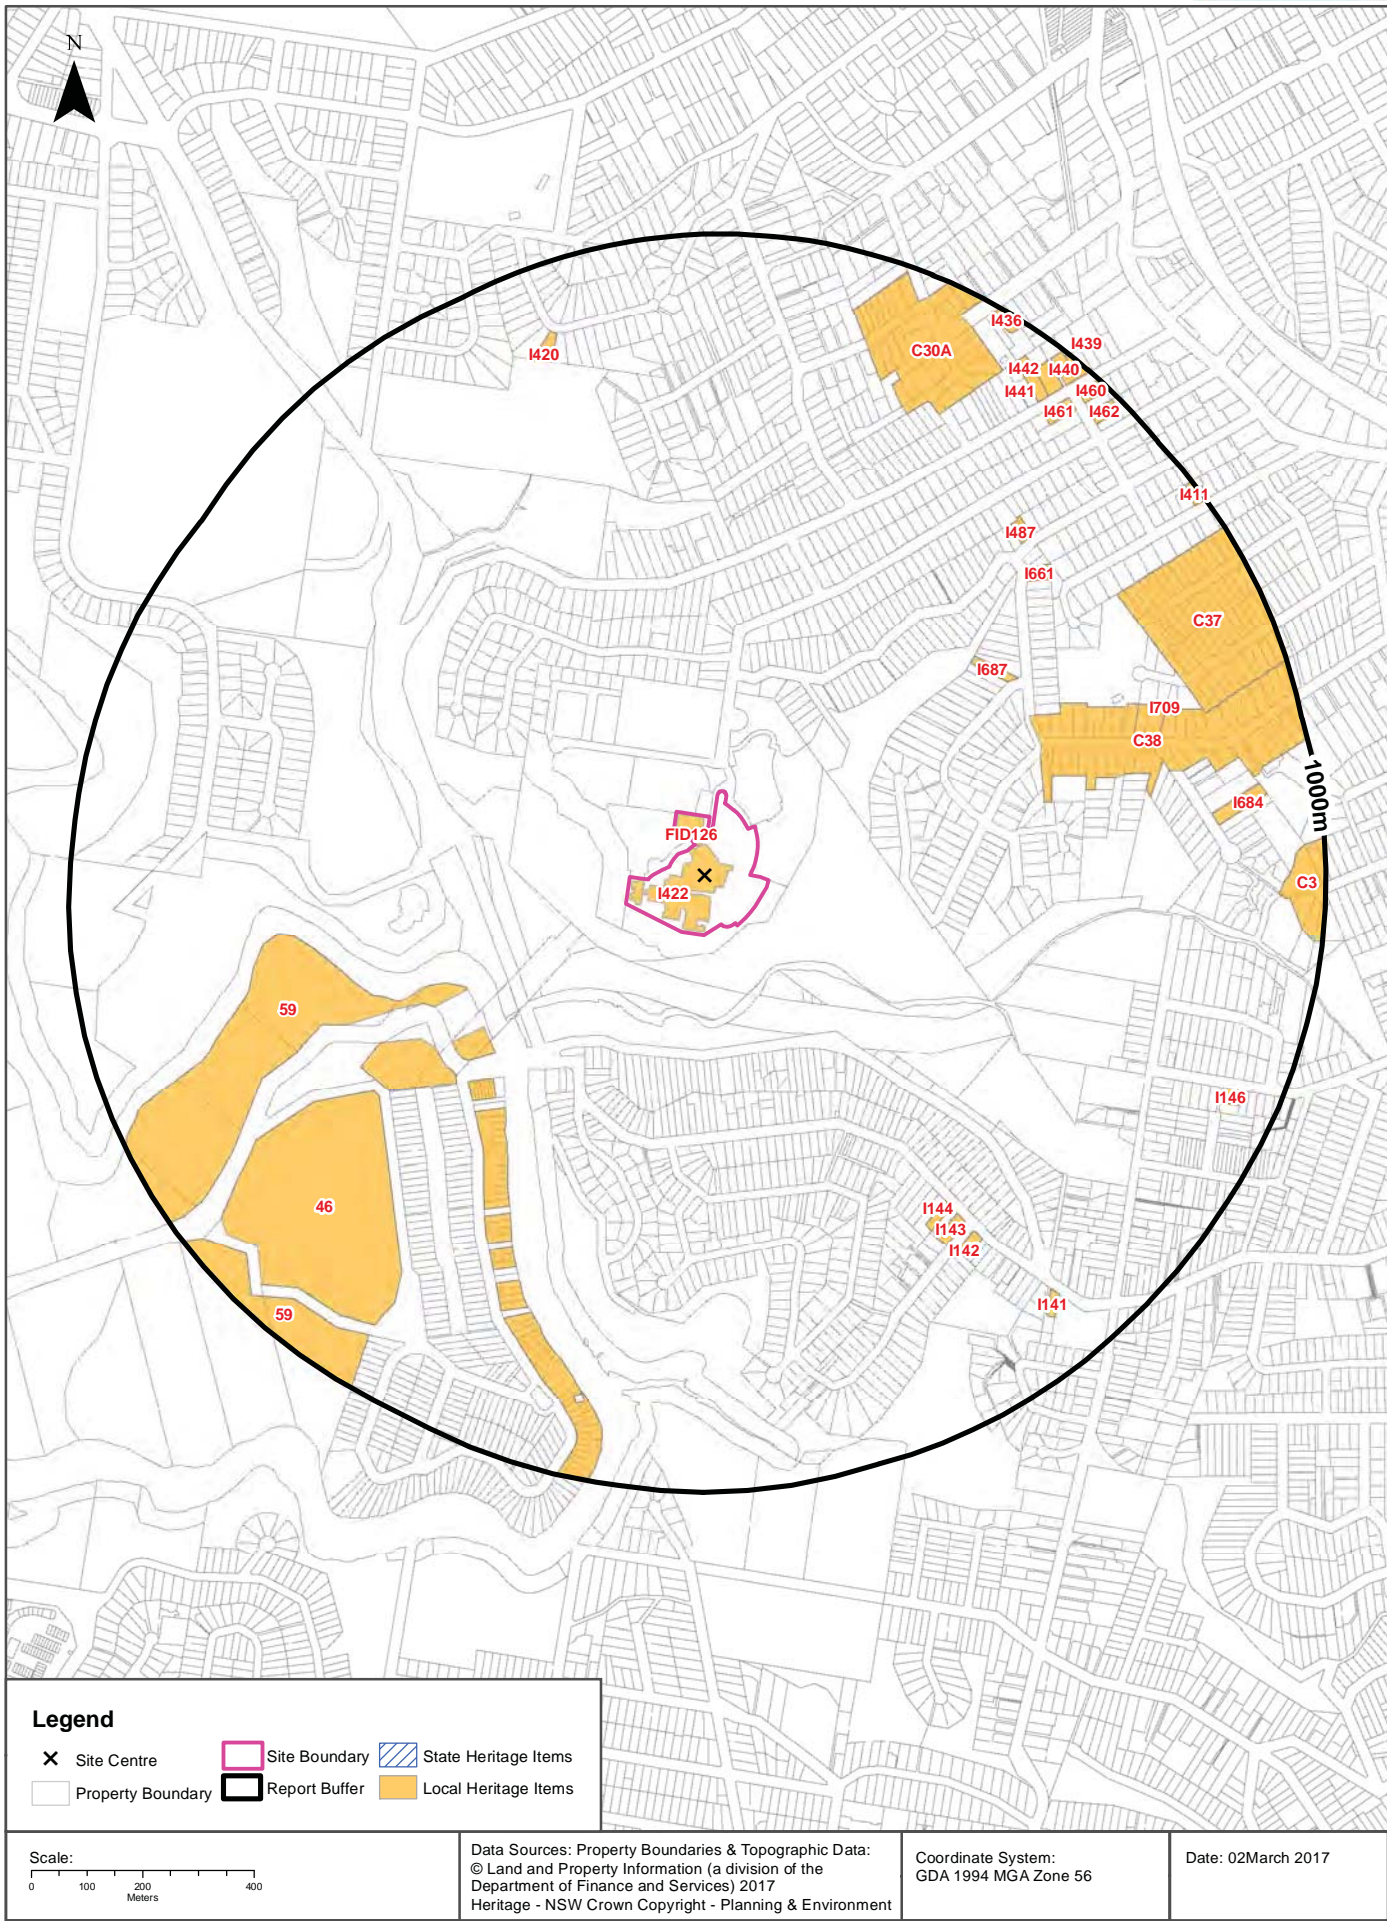 N
I420
C30A
I436
I439
I442
I440
I441
I460
I461
I462
I411
I487
I661
C37
I687
I709
C38
1000m
I684
FID126
I422
C3
59
I146
46
I144
I143
I142
59
I141
Legend
Site Centre
Site Boundary
State Heritage Items
Property Boundary
Report Buffer
Local Heritage Items
Scale:
0 100 200 400
Meters
Data Sources: Property Boundaries & Topographic Data:
© Land and Property Information (a division of the
Department of Finance and Services) 2017
Heritage - NSW Crown Copyright - Planning & Environment
Coordinate System:
GDA 1994 MGA Zone 56
Date: 02March 2017